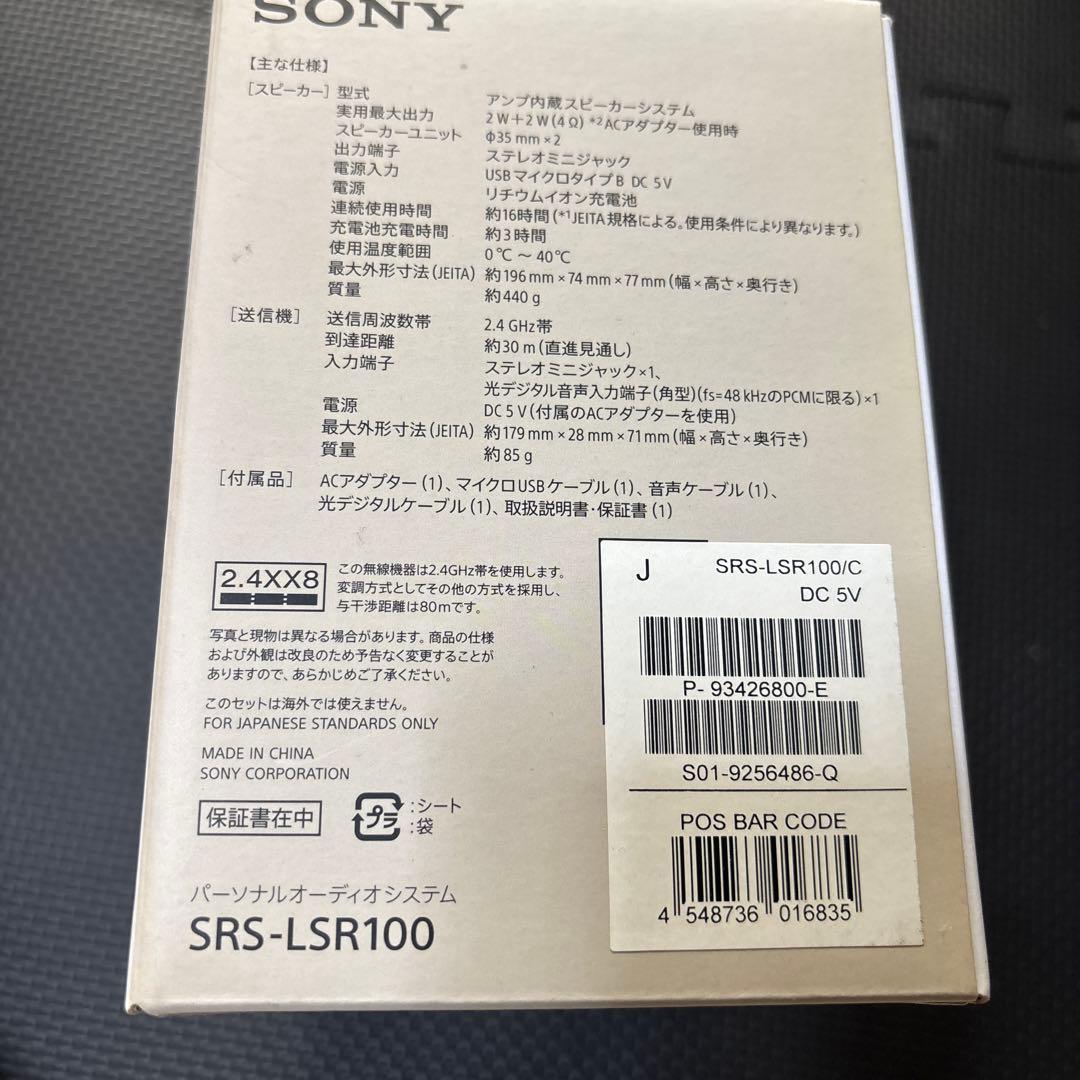 SONY
【主な仕様】
［スピーカー］ 型式 アンプ内蔵スピーカーシステム
実用最大出力 2W+2W(4Ω) *2ACアダプター使用時
スピーカーユニット Φ35 mm×2
出力端子 ステレオミニジャック
電源入力 USBマイクロタイプB DC 5V
電源 リチウムイオン充電池
連続使用時間 約16時間(*1JEITA規格による。使用条件により異なります。)
充電池充電時間 約3時間
使用温度範囲 0℃ ～ 40℃
最大外形寸法(JEITA) 約196mm×74mm×77mm(幅×高さ×奥行き)
質量 約440g
［送信機］ 送信周波数帯 2.4 GHz帯
到達距離 約30m(直進見通し)
入力端子 ステレオミニジャック×1、
光デジタル音声入力端子(角型)(fs=48 kHzのPCMに限る)×1
電源 DC 5V(付属のACアダプターを使用)
最大外形寸法(JEITA) 約179mm×28mm×71mm(幅×高さ×奥行き)
質量 約85g
［付属品］ ACアダプター(1)、マイクロUSBケーブル(1)、音声ケーブル(1)、
光デジタルケーブル(1)、取扱説明書・保証書(1)
2.4XX8
この無線機器は2.4GHz帯を使用します。
変調方式としてその他の方式を採用し、
与干渉距離は80mです。
写真と現物は異なる場合があります。商品の仕様
および外観は改良のため予告なく変更することが
ありますので、あらかじめご了承ください。
このセットは海外では使えません。
FOR JAPANESE STANDARDS ONLY
MADE IN CHINA
SONY CORPORATION
保証書在中
プラ
:シート
:袋
パーソナルオーディオシステム
SRS-LSR100
J SRS-LSR100/C
DC 5V
P- 93426800-E
S01-9256486-Q
POS BAR CODE
4 548736 016835